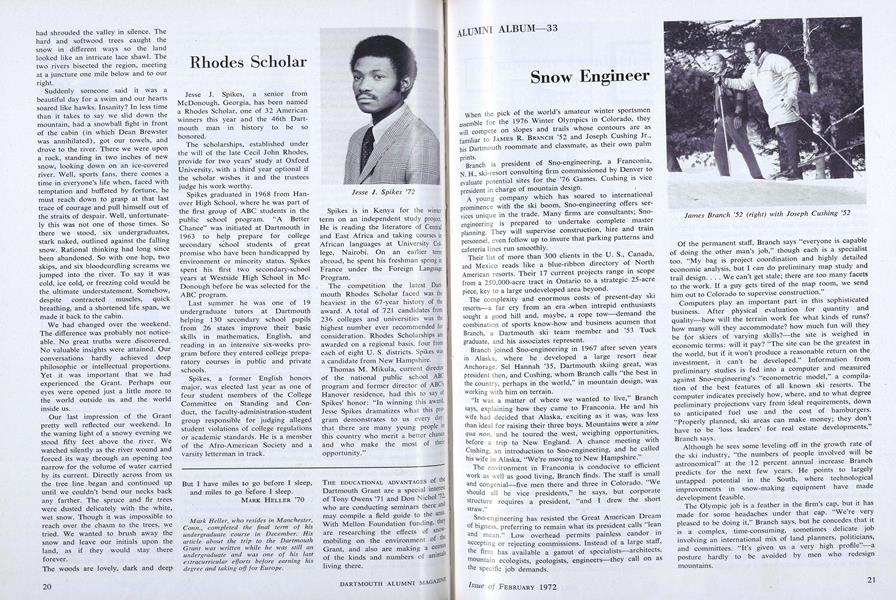 had shrouded the valley in silence. The
hard and softwood trees caught the
snow in different ways so the land
looked like an intricate lace shawl. The
two rivers bisected the region, meeting
at a juncture one mile below and to our
right.
Suddenly someone said it was a
beautiful day for a swim and our hearts
soared like hawks. Insanity? In less time
than it takes to say we slid down the
mountain, had a snowball fight in front
of the cabin (in which Dean Brewster
was annihilated), got our towels, and
drove to the river. There we were upon
a rock, standing in two inches of new
snow, looking down on an ice-covered
river. Well, sports fans, there comes a
time in everyone's life when, faced with
temptation and buffeted by fortune, he
must reach down to grasp at that last
trace of courage and pull himself out of
the straits of despair. Well, unfortunate-
ly this was not one of those times. So
there we stood, six undergraduates,
stark naked, outlined against the falling
snow. Rational thinking had long since
been abandoned. So with one hop, two
skips, and six bloodcurdling screams we
jumped into the river. To say it was
cold, ice cold, or freezing cold would be
the ultimate understatement. Somehow,
despite contracted muscles, quick
breathing, and a shortened life span, we
made it back to the cabin.
We had changed over the weekend.
The difference was probably not notice-
able. No great truths were discovered.
No valuable insights were attained. Our
conversations hardly achieved deep
philosophic or intellectual proportions.
Yet it was important that we had
experienced the Grant. Perhaps our
eyes were opened just a little more to
the world outside us and the world
inside us.
Our last impression of the Grant
pretty well reflected our weekend. In
the waning light of a snowy evening we
stood fifty feet above the river. We
watched silently as the river wound and
forced its way through an opening too
narrow for the volume of water carried
by its current. Directly across from us
the tree line began and continued up
until we couldn't bend our necks back
any farther. The spruce and fir trees
were dusted delicately with the white,
wet snow. Though it was impossible to
reach over the chasm to the trees, we
tried. We wanted to brush away the
snow and leave our initials upon the
land, as if they would stay there
forever.
The woods are lovely, dark and deep
20
Rhodes Scholar
Jesse J. Spikes, a senior from
McDonough, Georgia, has been named
a Rhodes Scholar, one of 32 American
winners this year and the 46th Dart-
mouth man in history to be so
honored.
The scholarships, established under
the will of the late Cecil John Rhodes,
provide for two years' study at Oxford
University, with a third year optional if
the scholar wishes it and the trustees
judge his work worthy.
Spikes graduated in 1968 from Han-
over High School, where he was part of
the first group of ABC students in the
public school program. "A Better
Chance" was initiated at Dartmouth in
1963 to help prepare for college
secondary school students of great
promise who have been handicapped by
environment or minority status. Spikes
spent his first two secondary-school
years at Westside High School in Mc-
Donough before he was selected for the
ABC program.
Last summer he was one of 19
undergraduate tutors at Dartmouth
helping 130 secondary school pupils
from 26 states improve their basic
skills in mathematics, English, and
reading in an intensive six-weeks pro-
gram before they entered college prepa-
ratory courses in public and private
schools.
Spikes, a former English honors
major, was elected last year as one of
four student members of the College
Committee on Standing and Con-
duct, the faculty-administration-student
group responsible for judging alleged
student violations of college regulations
or academic standards. He is a member
of the Afro-American Society and a
varsity letterman in track.
But I have miles to go before I sleep,
and miles to go before I sleep.
MARK HELLER '70
Mark Heller, who resides in Manchester,
Conn., completed the final term of his
undergraduate course in December. His
article about the trip to the Dartmouth
Grant was written while he was still an
undergraduate and was one of his last
extracurricular efforts before earning his
degree and taking off for Europe.
Jesse J. Spikes '72
Spikes is in Kenya for the winter
term on an independent study project.
He is reading the literature of Central
and East Africa and taking courses in
African languages at University Col-
lege, Nairobi. On an earlier term
abroad, he spent his freshman spring in
France under the Foreign Language
Program.
The competition the latest Dart-
mouth Rhodes Scholar faced was the
heaviest in the 67-year history of the
award. A total of 721 candidates from
236 colleges and universities was the
highest number ever recommended for
consideration. Rhodes Scholarships are
awarded on a regional basis, four from
each of eight U. S. districts. Spikes was
a candidate from New Hampshire.
Thomas M. Mikula, current director
of the national public school ABC
program and former director of ABC's
Hanover residence, had this to say of
Spikes' honor: "In winning this award,
Jesse Spikes dramatizes what this pro-
gram demonstrates to us every day:
that there are many young people in
this country who merit a better chance
and who make the most of their
opportunity."
THE EDUCATIONAL ADVANTAGES of the
Dartmouth Grant are a special interest
of Tony Owens '71 and Don Nichol '72,
who are conducting seminars there and
may compile a field guide to the area.
With Mellon Foundation funding, they
are researching the effects of snow-
mobiling on the environment of the
Grant, and also are making a census
of the kinds and numbers of animals
living there.
DARTMOUTH ALUMNI MAGAZINE
ALUMNI ALBUM—33
Snow Engineer
When the pick of the world's amateur winter sportsmen
assemble for the 1976 Winter Olympics in Colorado, they
will compete on slopes and trails whose contours are as
familiar to JAMES R. BRANCH '52 and Joseph Cushing Jr.,
his Dartmouth roommate and classmate, as their own palm
prints.
Branch is president of Sno-engineering, a Franconia,
N. H., ski-resort consulting firm commissioned by Denver to
evaluate potential sites for the '76 Games. Cushing is vice
president in charge of mountain design.
A young company which has soared to international
prominence with the ski boom, Sno-engineering offers ser-
vices unique in the trade. Many firms are consultants; Sno-
engineering is prepared to undertake complete master
planning. They will supervise construction, hire and train
personnel, even follow up to insure that parking patterns and
cafeteria lines run smoothly.
Their list of more than 300 clients in the U. S., Canada,
and Mexico reads like a blue-ribbon directory of North
American resorts. Their 17 current projects range in scope
from a 250,000-acre tract in Ontario to a strategic 25-acre
piece, key to a large undeveloped area beyond.
The complexity and enormous costs of present-day ski
resorts—a far cry from an era when intrepid enthusiasts
sought a good hill and, maybe, a rope tow—demand the
combination of sports know-how and business acumen that
Branch, a Dartmouth ski team member and '53 Tuck
graduate, and his associates represent.
Branch joined Sno-engineering in 1967 after seven years
in Alaska, where he developed a large resort near
Anchorage. Sel Hannah '35, Dartmouth skiing great, was
president then, and Cushing, whom Branch calls "the best in
the country, perhaps in the world," in mountain design, was
working with him on terrain.
"It was a matter of where we wanted to live," Branch
says, explaining how they came to Franconia. He and his
wife had decided that Alaska, exciting as it was, was less
than ideal for raising their three boys. Mountains were a sine
qua non, and he toured the west, weighing opportunities,
before a trip to New England. A chance meeting with
Cushing, an introduction to Sno-engineering, and he called
his wife in Alaska, "We're moving to New Hampshire."
The environment in Franconia is conducive to efficient
work as well as good living, Branch finds. The staff is small
and congenial—five men there and three in Colorado. "We
should all be vice presidents," he says, but corporate
structure requires a president, "and I drew the short
straw."
Sno-engineering has resisted the Great American Dream
of bigness, preferring to remain what its president calls "lean
and mean." Low overhead permits painless candor in
accepting or rejecting commissions. Instead of a large staff,
the firm has available a gamut of specialists—architects,
mountain ecologists, geologists, engineers—they call on as
the specific job demands.
Issue of FEBRUARY 1972
James Branch '52 (right) with Joseph Cushing '52
Of the permanent staff, Branch says "everyone is capable
of doing the other man's job," though each is a specialist
too. "My bag is project coordination and highly detailed
economic analysis, but I can do preliminary map study and
trail design. . . . We can't get stale; there are too many facets
to the work. If a guy gets tired of the map room, we send
him out to Colorado to supervise construction."
Computers play an important part in this sophisticated
business. After physical evaluation for quantity and
quality—how will the terrain work for what kinds of runs?
how many will they accommodate? how much fun will they
be for skiers of varying skills?—the site is weighed in
economic terms: will it pay? "The site can be the greatest in
the world, but if it won't produce a reasonable return on the
investment, it can't be developed." Information from
preliminary studies is fed into a computer and measured
against Sno-engineering's "econometric model," a compila-
tion of the best features of all known ski resorts. The
computer indicates precisely how, where, and to what degree
preliminary projections vary from ideal requirements, down
to anticipated fuel use and the cost of hamburgers.
"Properly planned, ski areas can make money; they don't
have to be 'loss leaders' for real estate developments,"
Branch says.
Although he sees some leveling off in the growth rate of
the ski industry, "the numbers of people involved will be
astronomical" at the 12 percent annual increase Branch
predicts for the next few years. He points to largely
untapped potential in the South, where technological
improvements in snow-making equipment have made
development feasible.
The Olympic job is a feather in the firm's cap, but it has
made for some headaches under that cap. "We're very
pleased to be doing it," Branch says, but he concedes that it
is a complex, time-consuming, sometimes delicate job
involving an international mix of land planners, politicians,
and committees. "It's given us a very high profile"—a
posture hardly to be avoided by men who redesign
mountains.
21